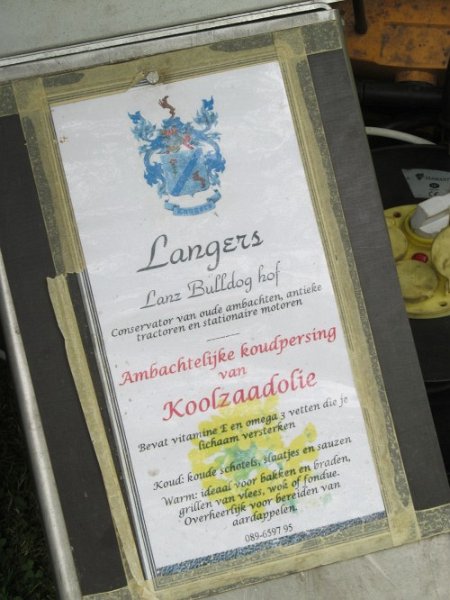 Langers
Langers
Lanz Bulldog hof
Conservator van oude ambachten, antieke
tractoren en stationaire motoren
Ambachtelijke koudpersing
van
Koolzaadolie
Bevat vitamine E en omega 3 vetten die je
lichaam versterken
Koud: koude schotels, slaatjes en sauzen
Warm: ideaal voor bakken en braden,
grillen van vlees, wok of fondue.
Overheerlijk voor bereiden van
aardappelen.
089-6597 95